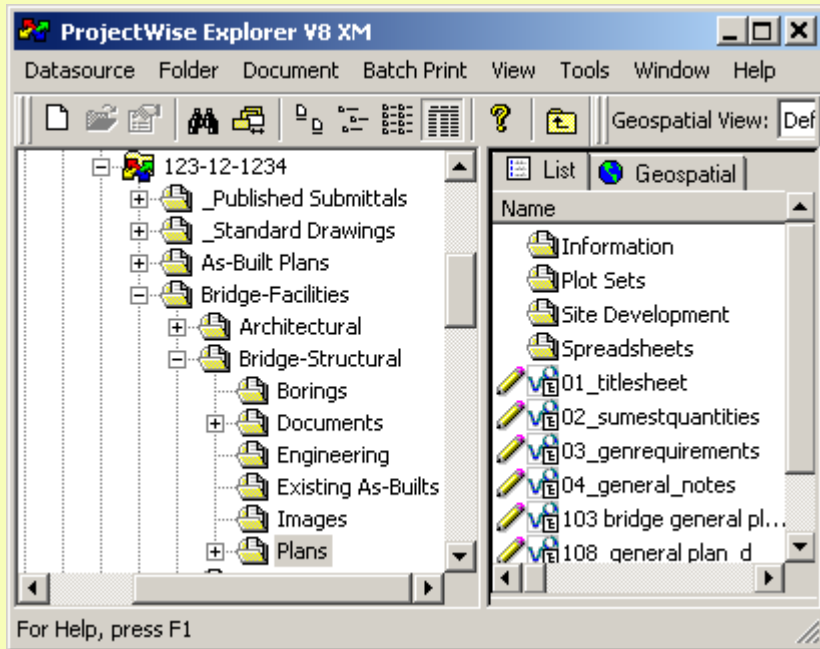 ProjectWise Explorer V8 XM
Datasource Folder Document Batch Print View Tools Window Help
Geospatial View: Def
123-12-1234
_Published Submittals
_Standard Drawings
As-Built Plans
Bridge-Facilities
Architectural
Bridge-Structural
Borings
Documents
Engineering
Existing As-Builts
Images
Plans
List Geospatial
Name
Information
Plot Sets
Site Development
Spreadsheets
01_titlesheet
02_sumestquantities
03_genrequirements
04_general_notes
103 bridge general pl...
108_general plan_d
For Help, press F1